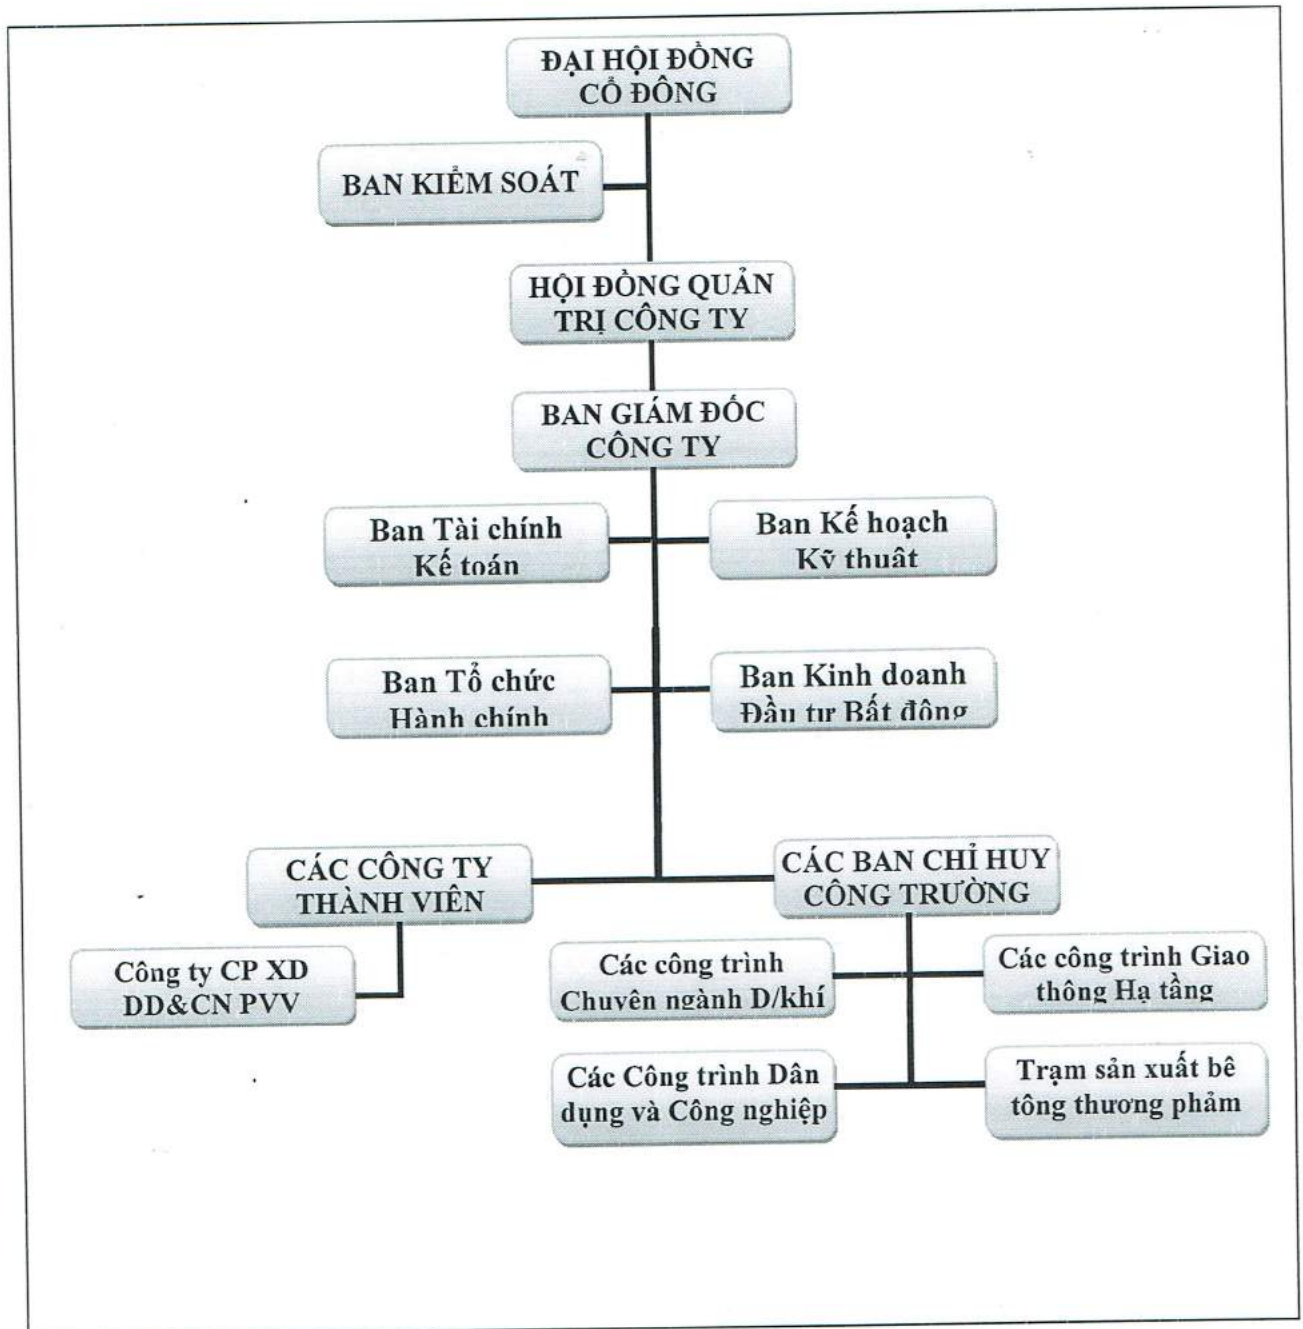 ĐẠI HỘI ĐỒNG
CỔ ĐÔNG
BAN KIỂM SOÁT
HỘI ĐỒNG QUẢN
TRỊ CÔNG TY
BAN GIÁM ĐỐC
CÔNG TY
Ban Tài chính
Kế toán
Ban Kế hoạch
Kỹ thuật
Ban Tổ chức
Hành chính
Ban Kinh doanh
Đầu tư Bất động
CÁC CÔNG TY
THÀNH VIÊN
CÁC BAN CHỈ HUY
CÔNG TRƯỜNG
Công ty CP XD
DD&CN PVV
Các công trình
Chuyên ngành D/khí
Các công trình Giao
thông Hạ tầng
Các Công trình Dân
dụng và Công nghiệp
Trạm sản xuất bê
tông thương phẩm